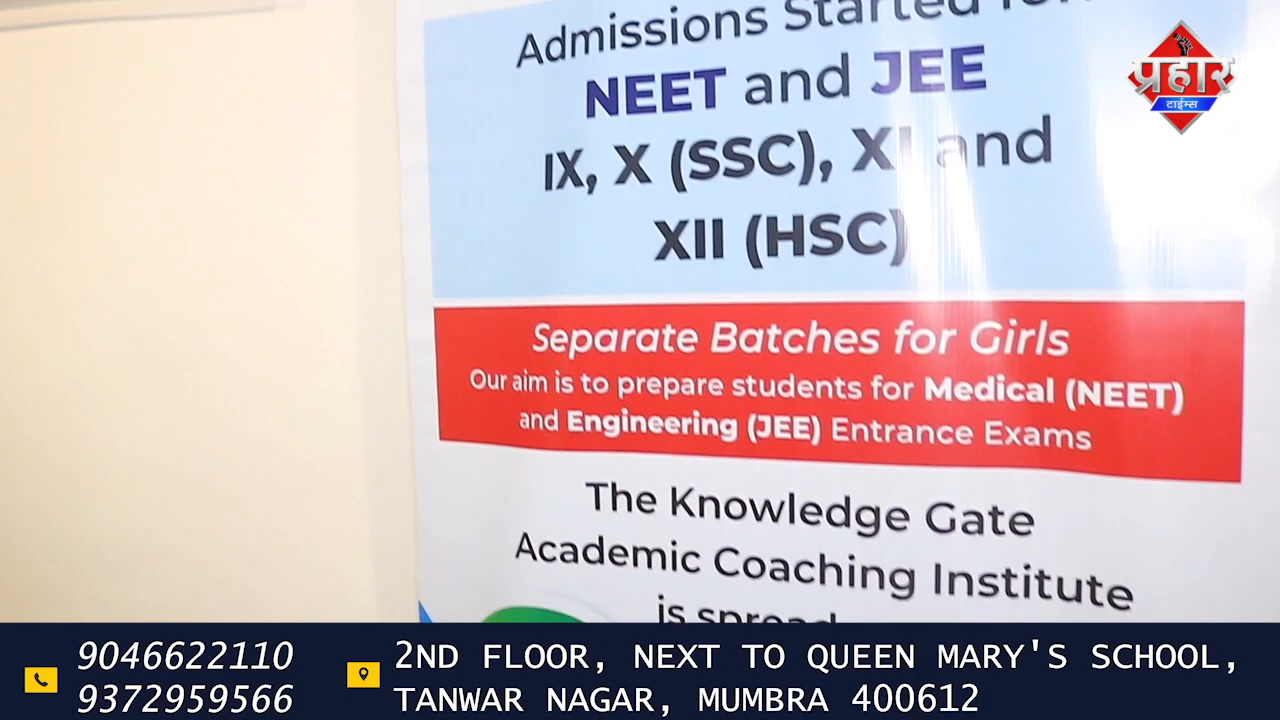 Admissions Started for
NEET and JEE
IX, X (SSC), XI and
XII (HSC)
Separate Batches for Girls
Our aim is to prepare students for Medical (NEET)
and Engineering (JEE) Entrance Exams
The Knowledge Gate
Academic Coaching Institute
is spread
प्रहार
टाईम्स
9046622110
9372959566
2ND FLOOR, NEXT TO QUEEN MARY'S SCHOOL,
TANWAR NAGAR, MUMBRA 400612